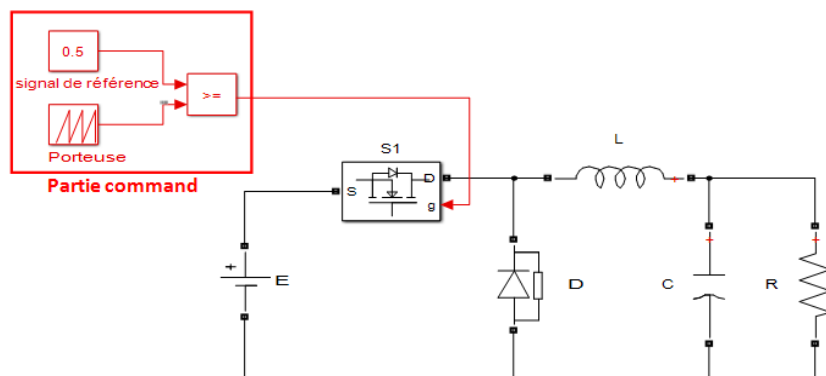 0.5
signal de référence
>=
Porteuse
Partie command
S1
S
D
g
L
E
D
C
R